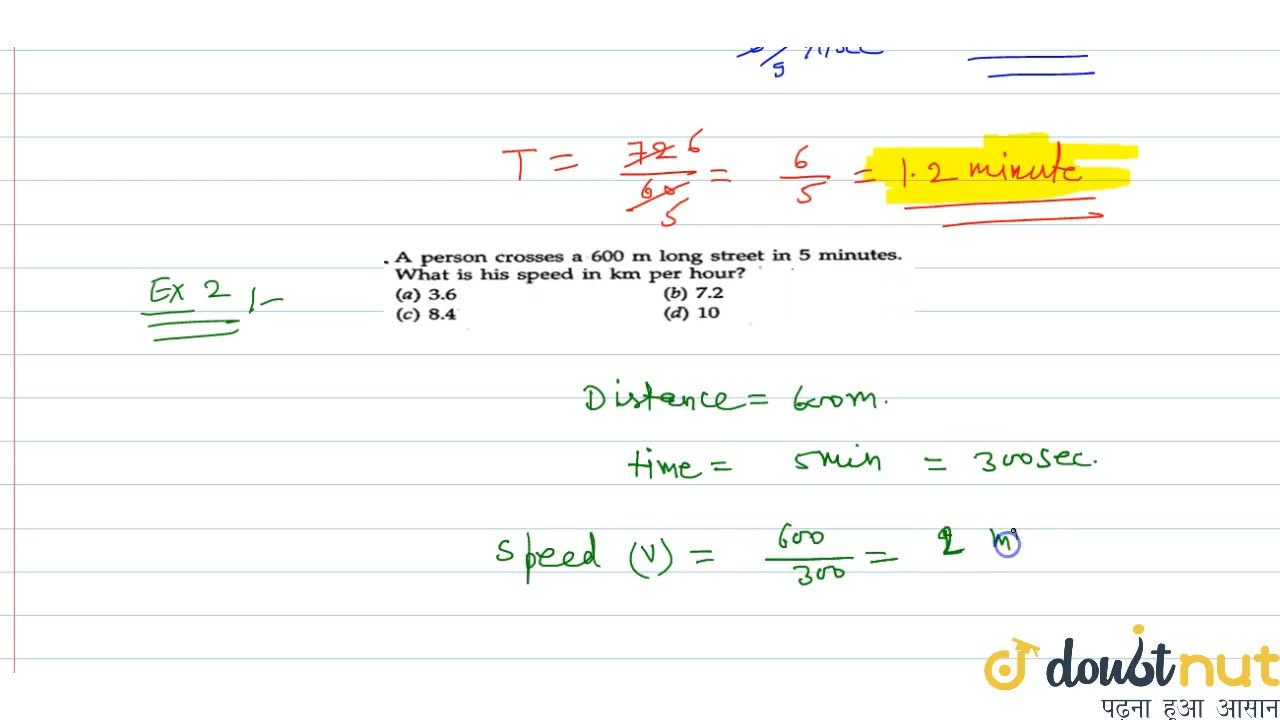 T = 72 6 / 60 5 = 6/5 = 1.2 minute
Ex 2 :-
. A person crosses a 600 m long street in 5 minutes.
What is his speed in km per hour?
(a) 3.6 (b) 7.2
(c) 8.4 (d) 10
Distance = 600m.
time = 5min = 300sec.
Speed (V) = 600/300 = 2 m
doubtnut
पढ़ना हुआ आसान